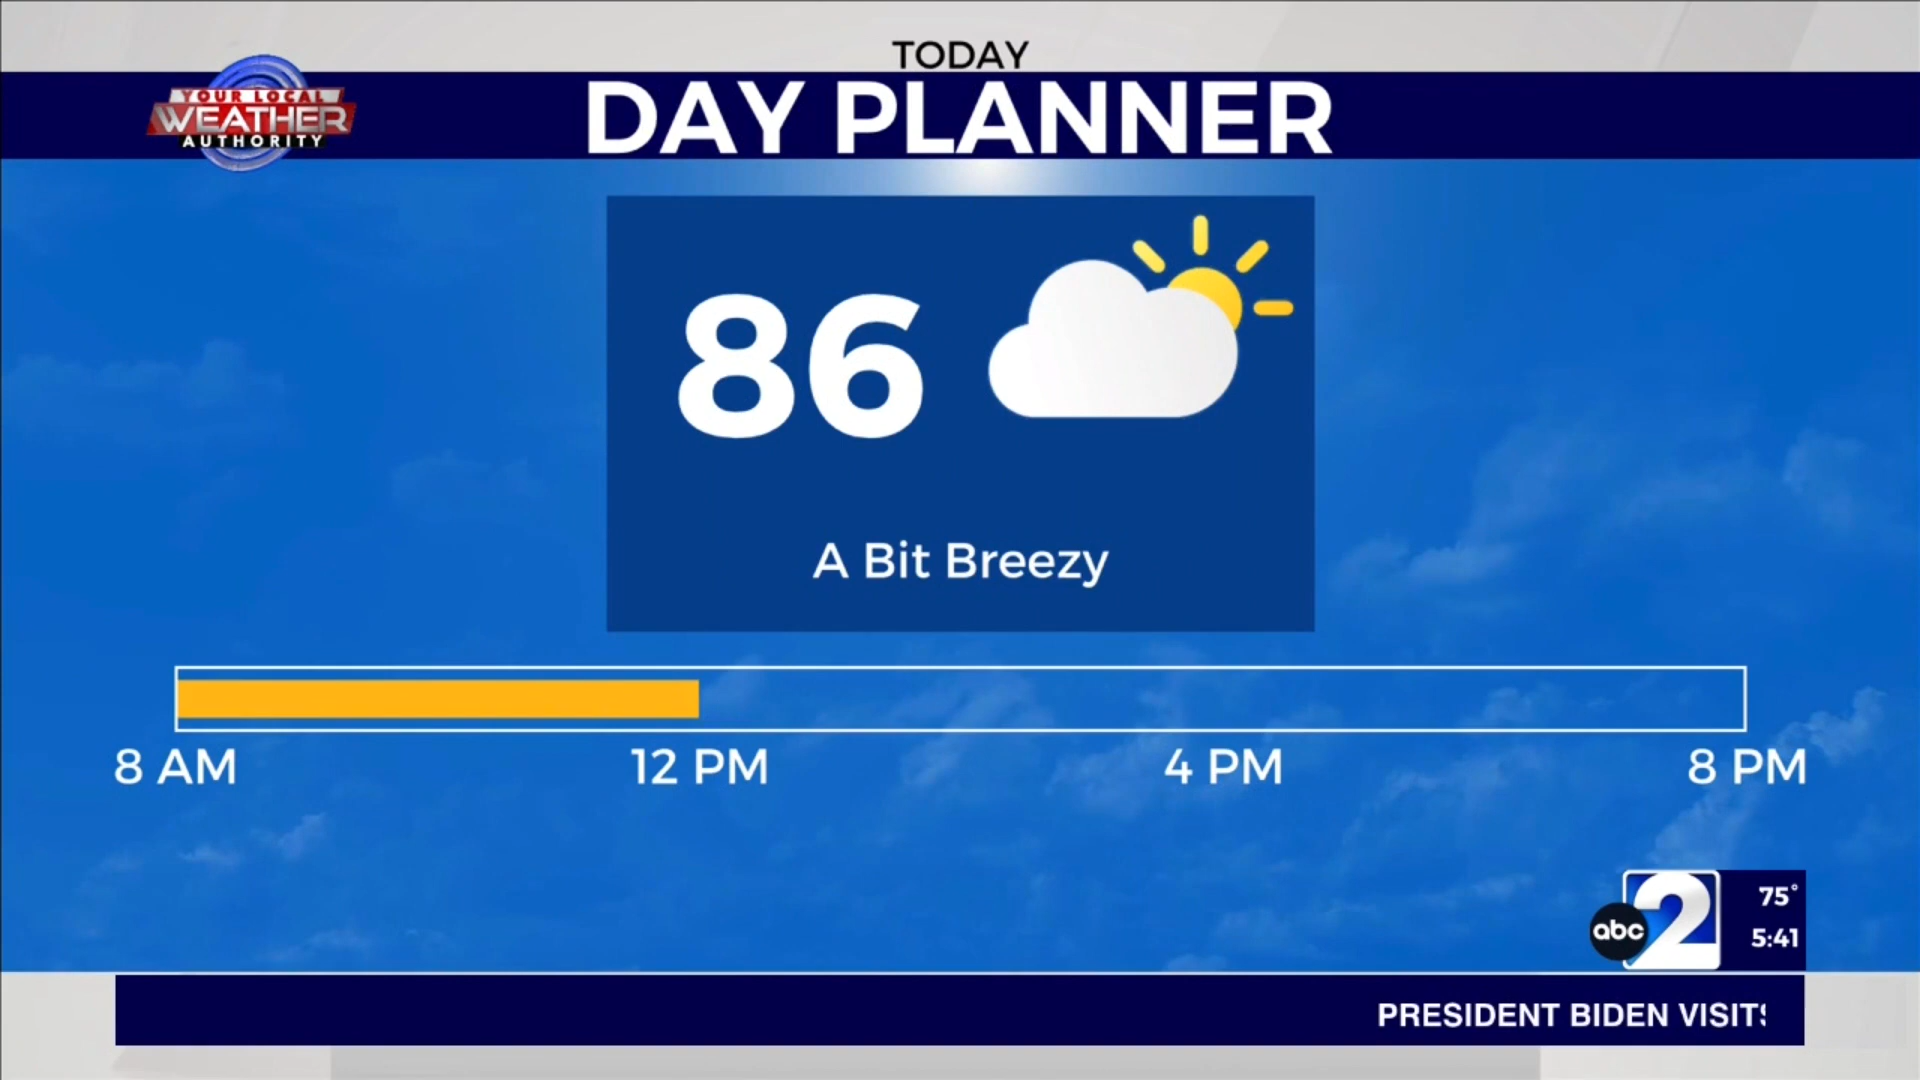 TODAY
DAY PLANNER
YOUR LOCAL
WEATHER
AUTHORITY
86
A Bit Breezy
8 AM
12 PM
4 PM
8 PM
abc 2
75°
5:41
PRESIDENT BIDEN VISITS